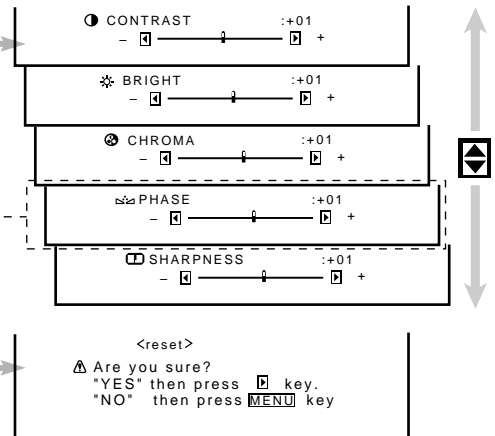 CONTRAST :+01
– +
BRIGHT :+01
– +
CHROMA :+01
– +
PHASE :+01
– +
SHARPNESS :+01
– +
<reset>
Are you sure?
"YES" then press key.
"NO" then press MENU key